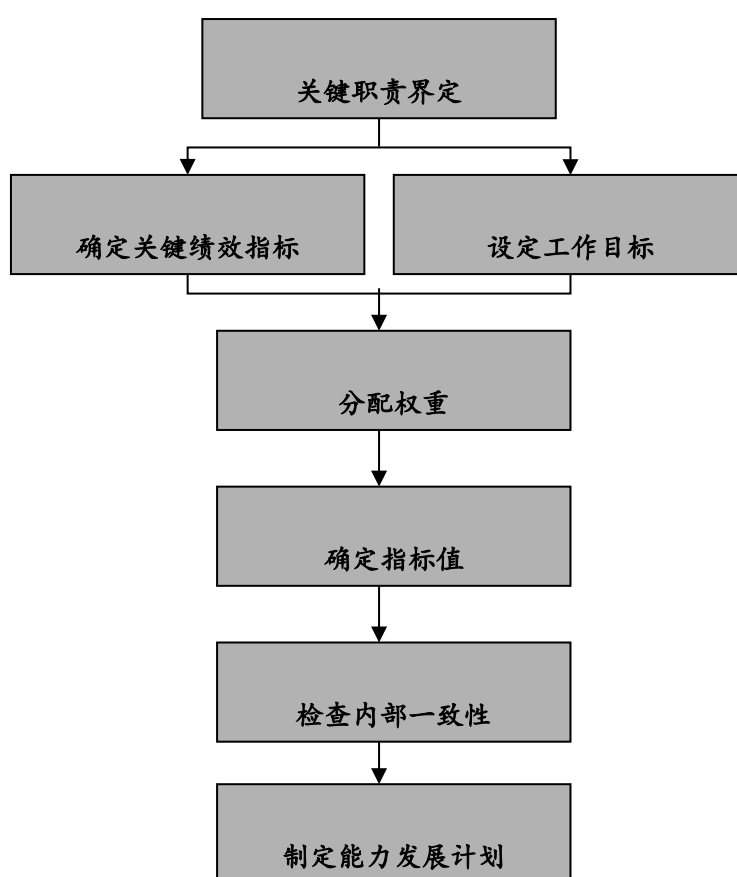 关键职责界定
确定关键绩效指标
设定工作目标
分配权重
确定指标值
检查内部一致性
制定能力发展计划